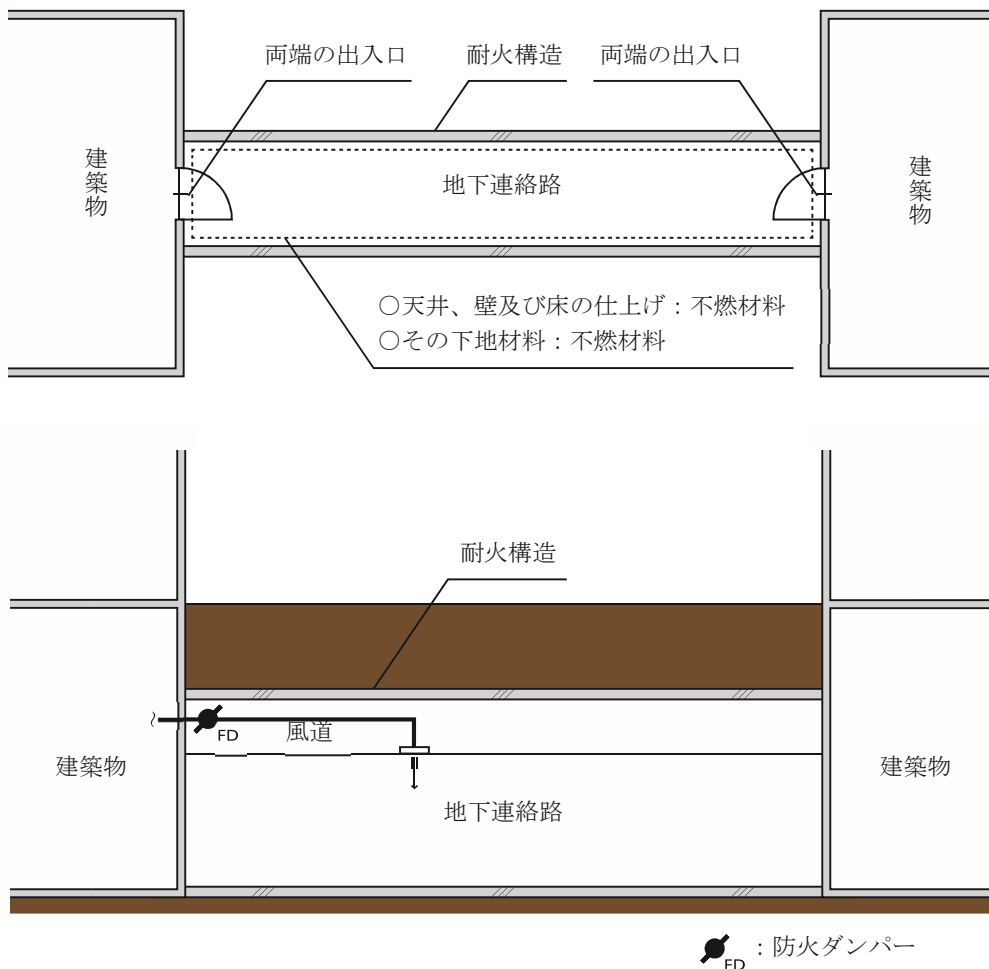 両端の出入口
耐火構造
両端の出入口
建築物
地下連絡路
建築物
○天井、壁及び床の仕上げ：不燃材料
○その下地材料：不燃材料
耐火構造
FD
風道
建築物
地下連絡路
建築物
FD
：防火ダンパー